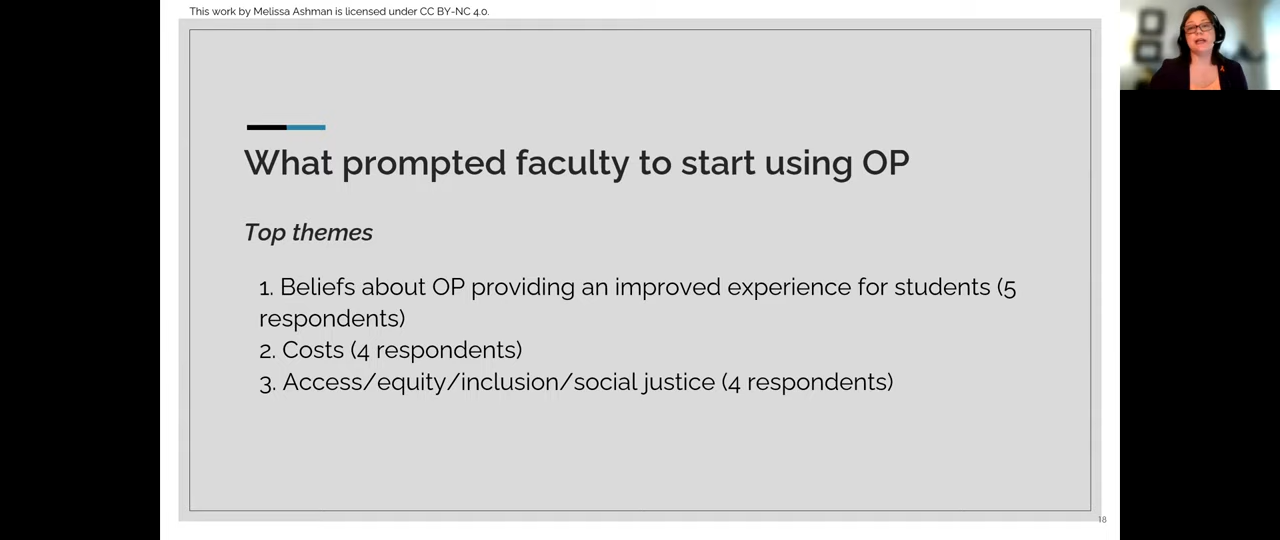 This work by Melissa Ashman is licensed under CC BY-NC 4.0.
What prompted faculty to start using OP
Top themes
1. Beliefs about OP providing an improved experience for students (5
respondents)
2. Costs (4 respondents)
3. Access/equity/inclusion/social justice (4 respondents)
18